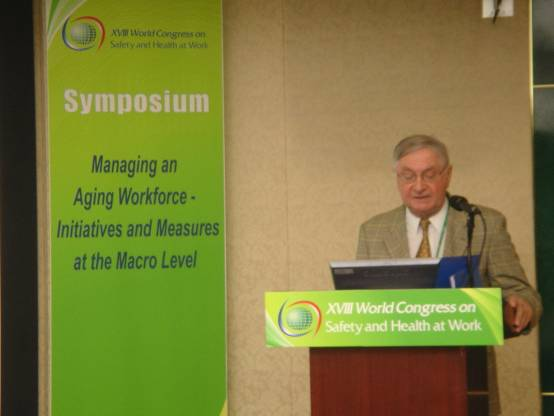 XVIII World Congress on
Safety and Health at Work
Symposium
Managing an
Aging Workforce -
Initiatives and Measures
at the Macro Level
XVIII World Congress on
Safety and Health at Work